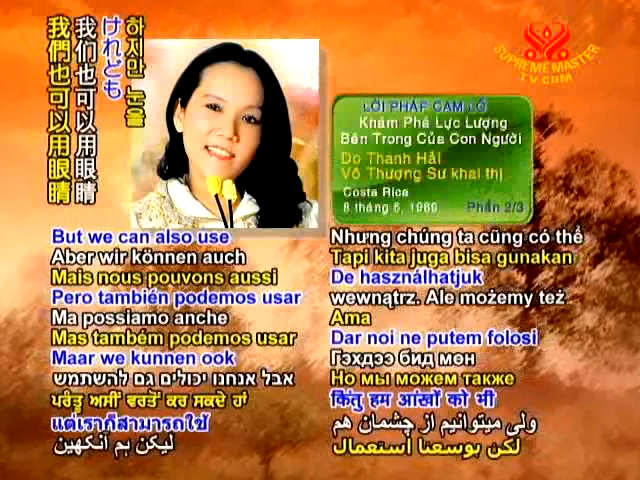 하지만 눈을
けれども
我们也可以用眼睛
我們也可以用眼睛
SUPREME MASTER
TV.COM
LỜI PHÁP CAM LỒ
Khám Phá Lực Lượng
Bên Trong Của Con Người
Do Thanh Hải
Vô Thượng Sư khai thị
Costa Rica
8 tháng 5, 1989 Phần 2/3
But we can also use
Aber wir können auch
Mais nous pouvons aussi
Pero también podemos usar
Ma possiamo anche
Mas também podemos usar
Maar we kunnen ook
אבל אנחנו יכולים גם להשתמש
ਪਰੰਤੂ ਅਸੀਂ ਵਰਤੋਂ ਕਰ ਸਕਦੇ ਹਾਂ
แต่เราก็สามารถใช้
لیکن ہم آنکھیں
Nhưng chúng ta cũng có thể
Tapi kita juga bisa gunakan
De használhatjuk
wewnątrz. Ale możemy też
Ama
Dar noi ne putem folosi
Гэхдээ бид мөн
Но мы можем также
किंतु हम आंखों को भी
ولی میتوانیم از چشمان هم
لكن بوسعنا استعمال